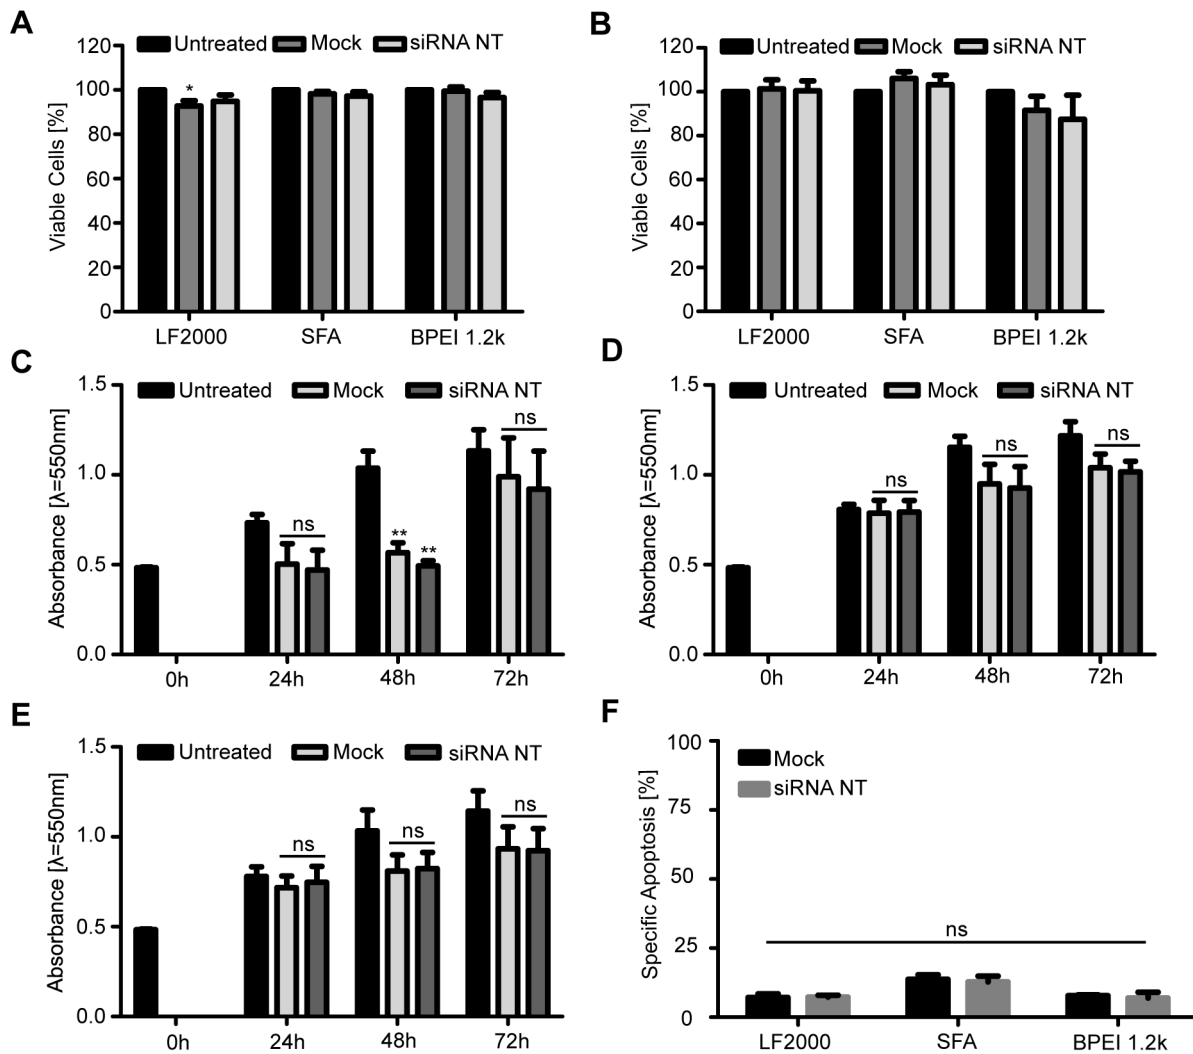 A
Untreated Mock siRNA NT
Viable Cells [%]
120
100
80
60
40
20
0
*
LF2000 SFA BPEI 1.2k
B
Untreated Mock siRNA NT
Viable Cells [%]
120
100
80
60
40
20
0
LF2000 SFA BPEI 1.2k
C
Untreated Mock siRNA NT
Absorbance [λ=550nm]
1.5
1.0
0.5
0.0
ns
** **
ns
0h 24h 48h 72h
D
Untreated Mock siRNA NT
Absorbance [λ=550nm]
1.5
1.0
0.5
0.0
ns
ns
ns
0h 24h 48h 72h
E
Untreated Mock siRNA NT
Absorbance [λ=550nm]
1.5
1.0
0.5
0.0
ns
ns
ns
0h 24h 48h 72h
F
Mock
siRNA NT
Specific Apoptosis [%]
100
75
50
25
0
ns
LF2000 SFA BPEI 1.2k